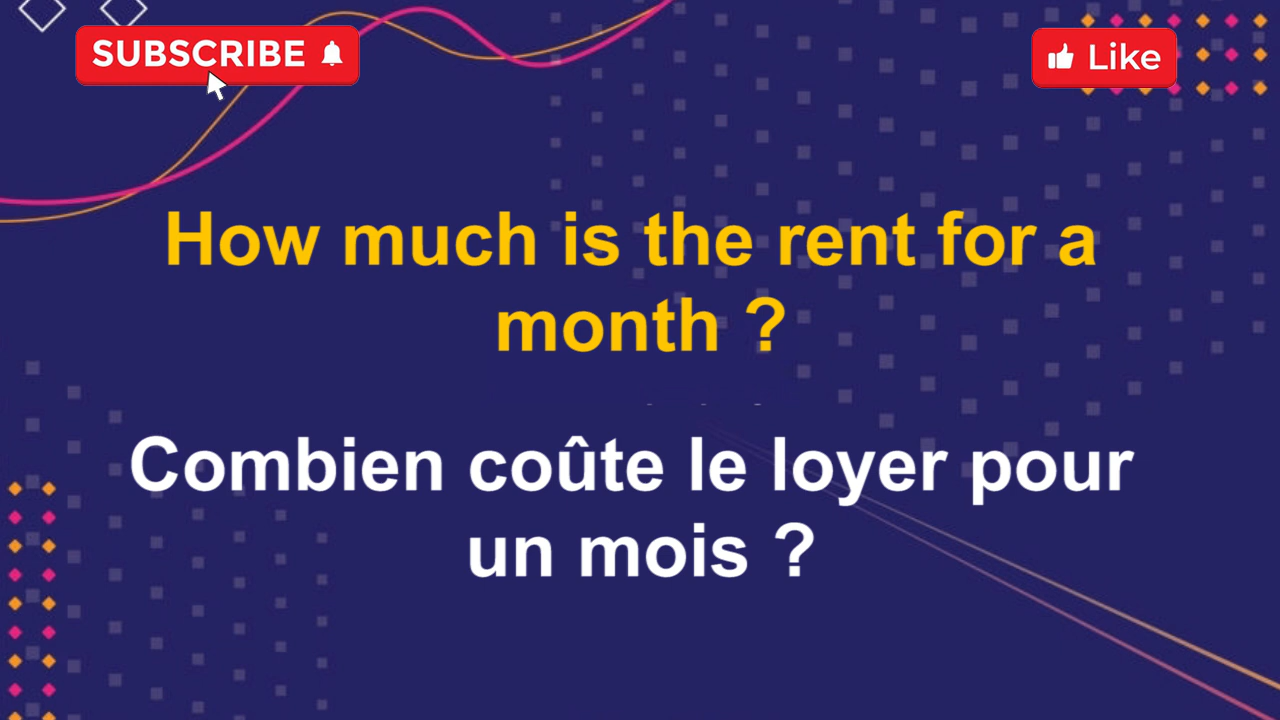 SUBSCRIBE
Like
How much is the rent for a
month ?
Combien coûte le loyer pour
un mois ?